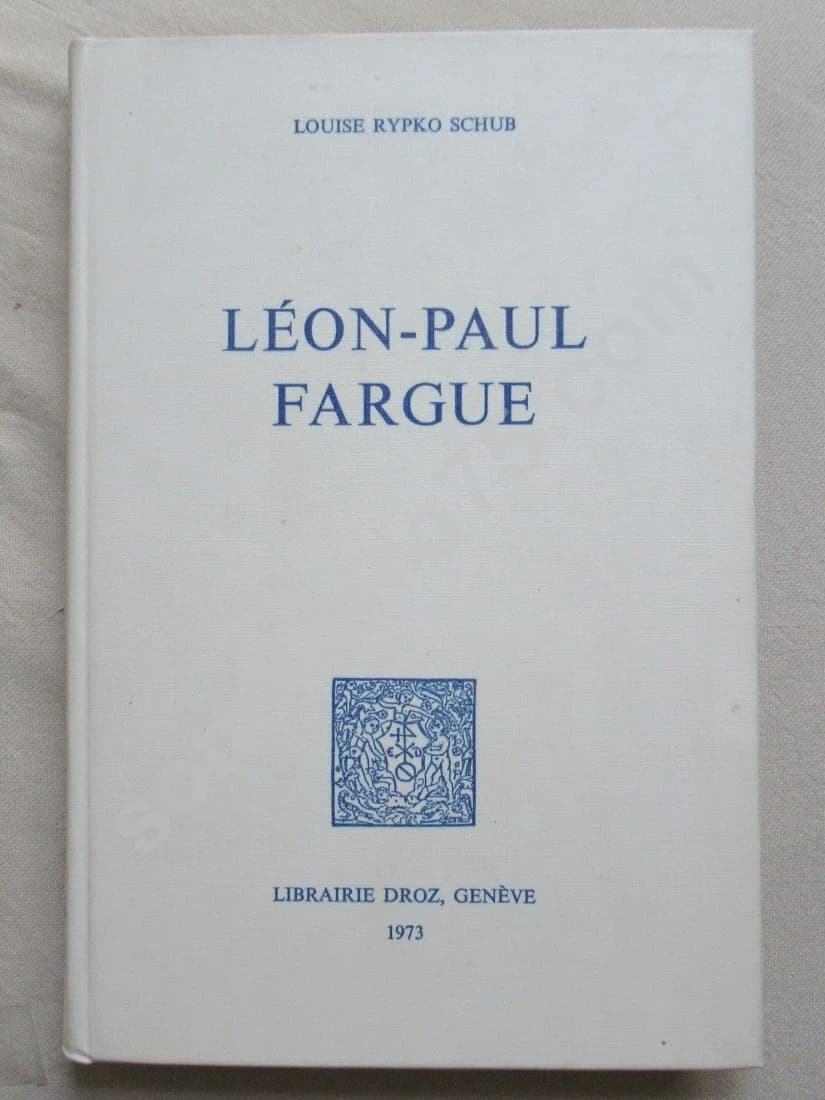 LOUISE RYPKO SCHUB
LÉON-PAUL
FARGUE
E D
LIBRAIRIE DROZ, GENÈVE
1973